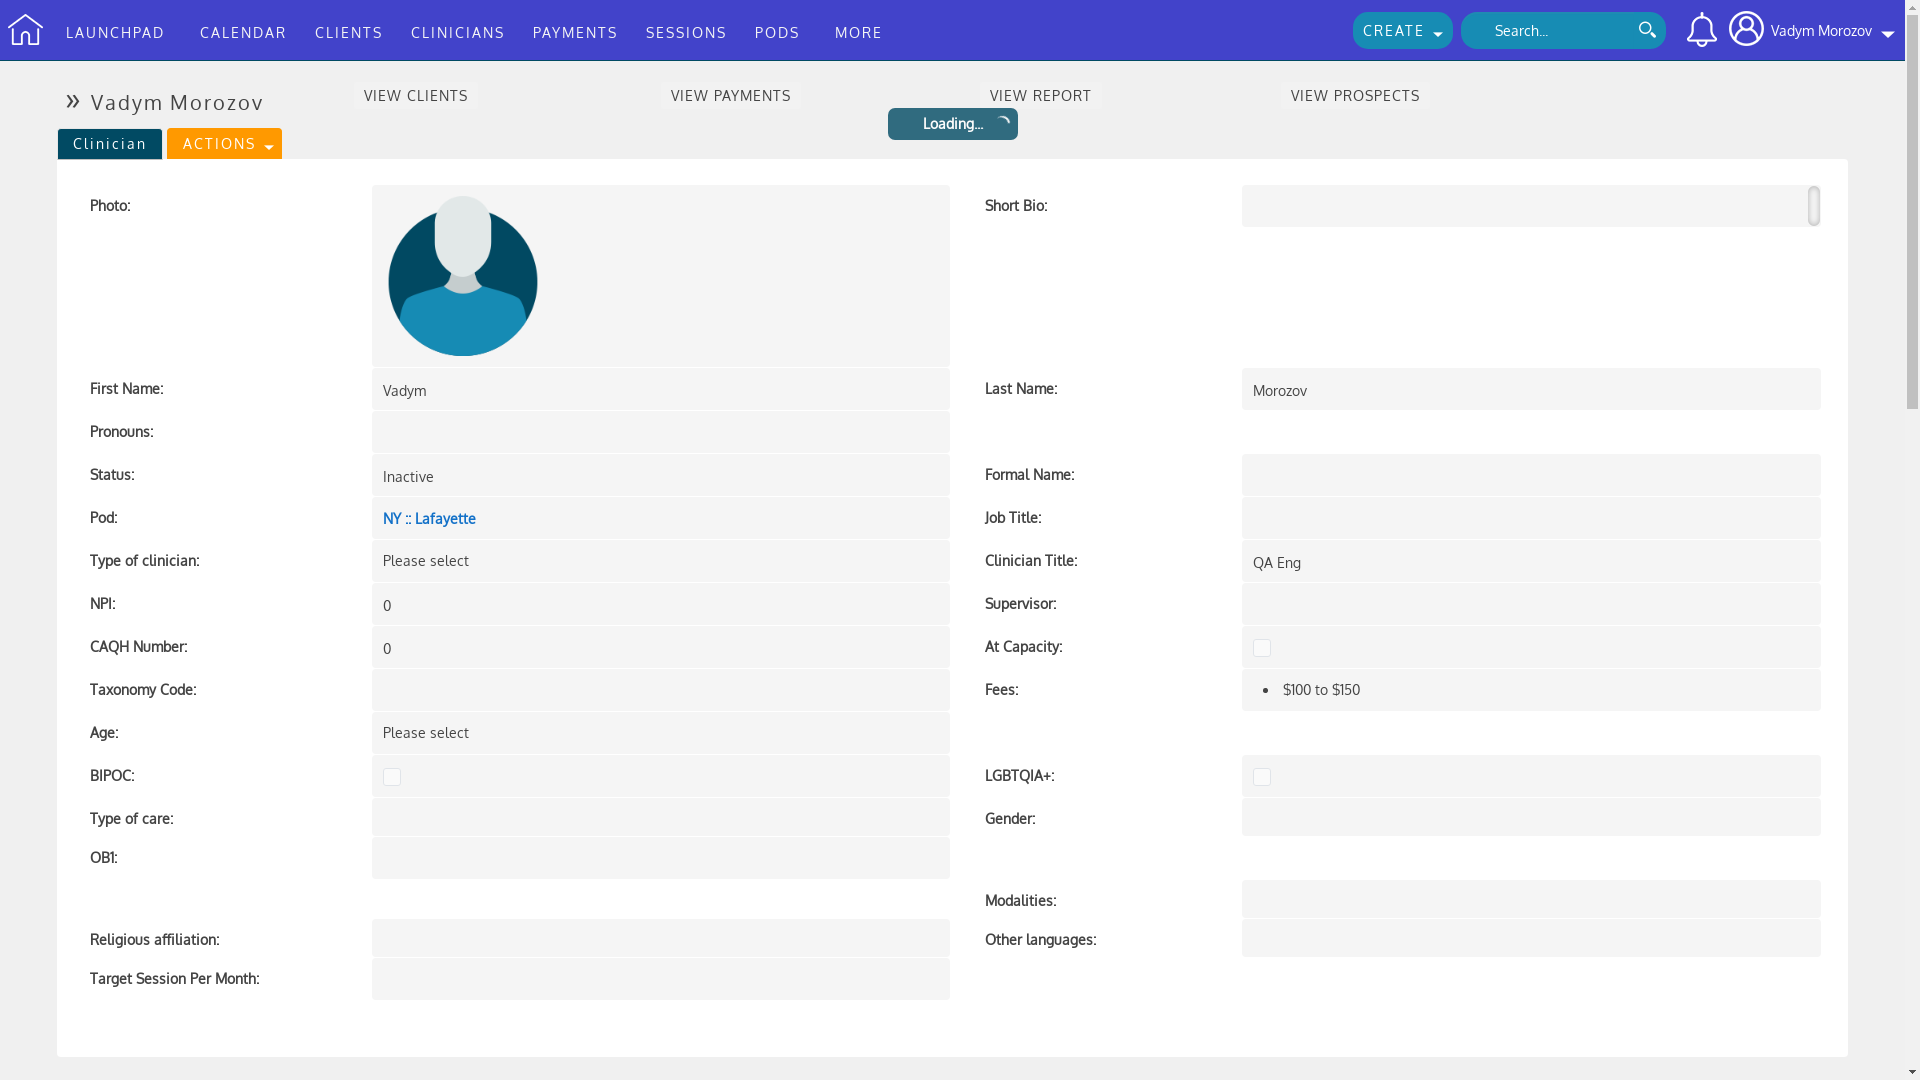 LAUNCHPAD CALENDAR CLIENTS CLINICIANS PAYMENTS SESSIONS PODS MORE CREATE Search... Vadym Morozov
» Vadym Morozov VIEW CLIENTS VIEW PAYMENTS VIEW REPORT VIEW PROSPECTS
Loading...
Clinician ACTIONS
Photo: Short Bio:
First Name: Vadym Last Name: Morozov
Pronouns:
Status: Inactive Formal Name:
Pod: NY :: Lafayette Job Title:
Type of clinician: Please select Clinician Title: QA Eng
NPI: 0 Supervisor:
CAQH Number: 0 At Capacity:
Taxonomy Code: Fees: • $100 to $150
Age: Please select
BIPOC: LGBTQIA+:
Type of care: Gender:
OB1:
Modalities:
Religious affiliation: Other languages:
Target Session Per Month: